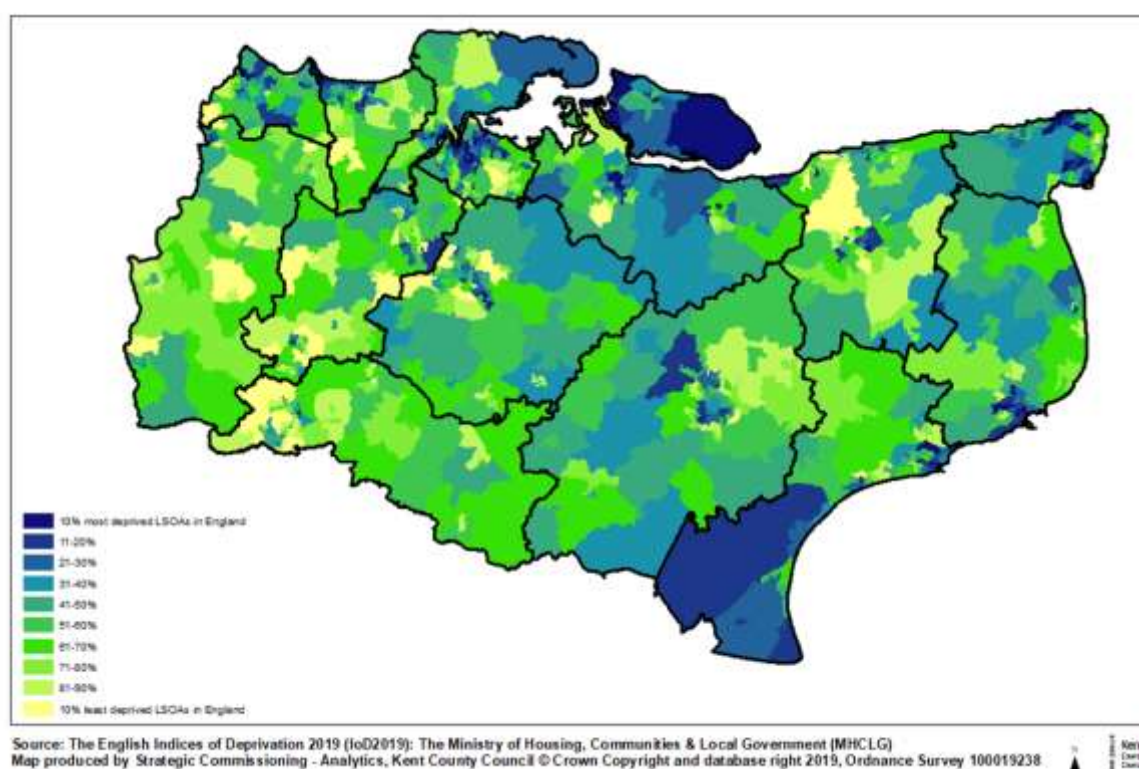 10% most deprived LSOAs in England
11-20%
21-30%
31-40%
41-50%
51-60%
61-70%
71-80%
81-90%
10% least deprived LSOAs in England
Source: The English Indices of Deprivation 2019 (IoD2019): The Ministry of Housing, Communities & Local Government (MHCLG)
Map produced by Strategic Commissioning - Analytics, Kent County Council © Crown Copyright and database right 2019, Ordnance Survey 100019238